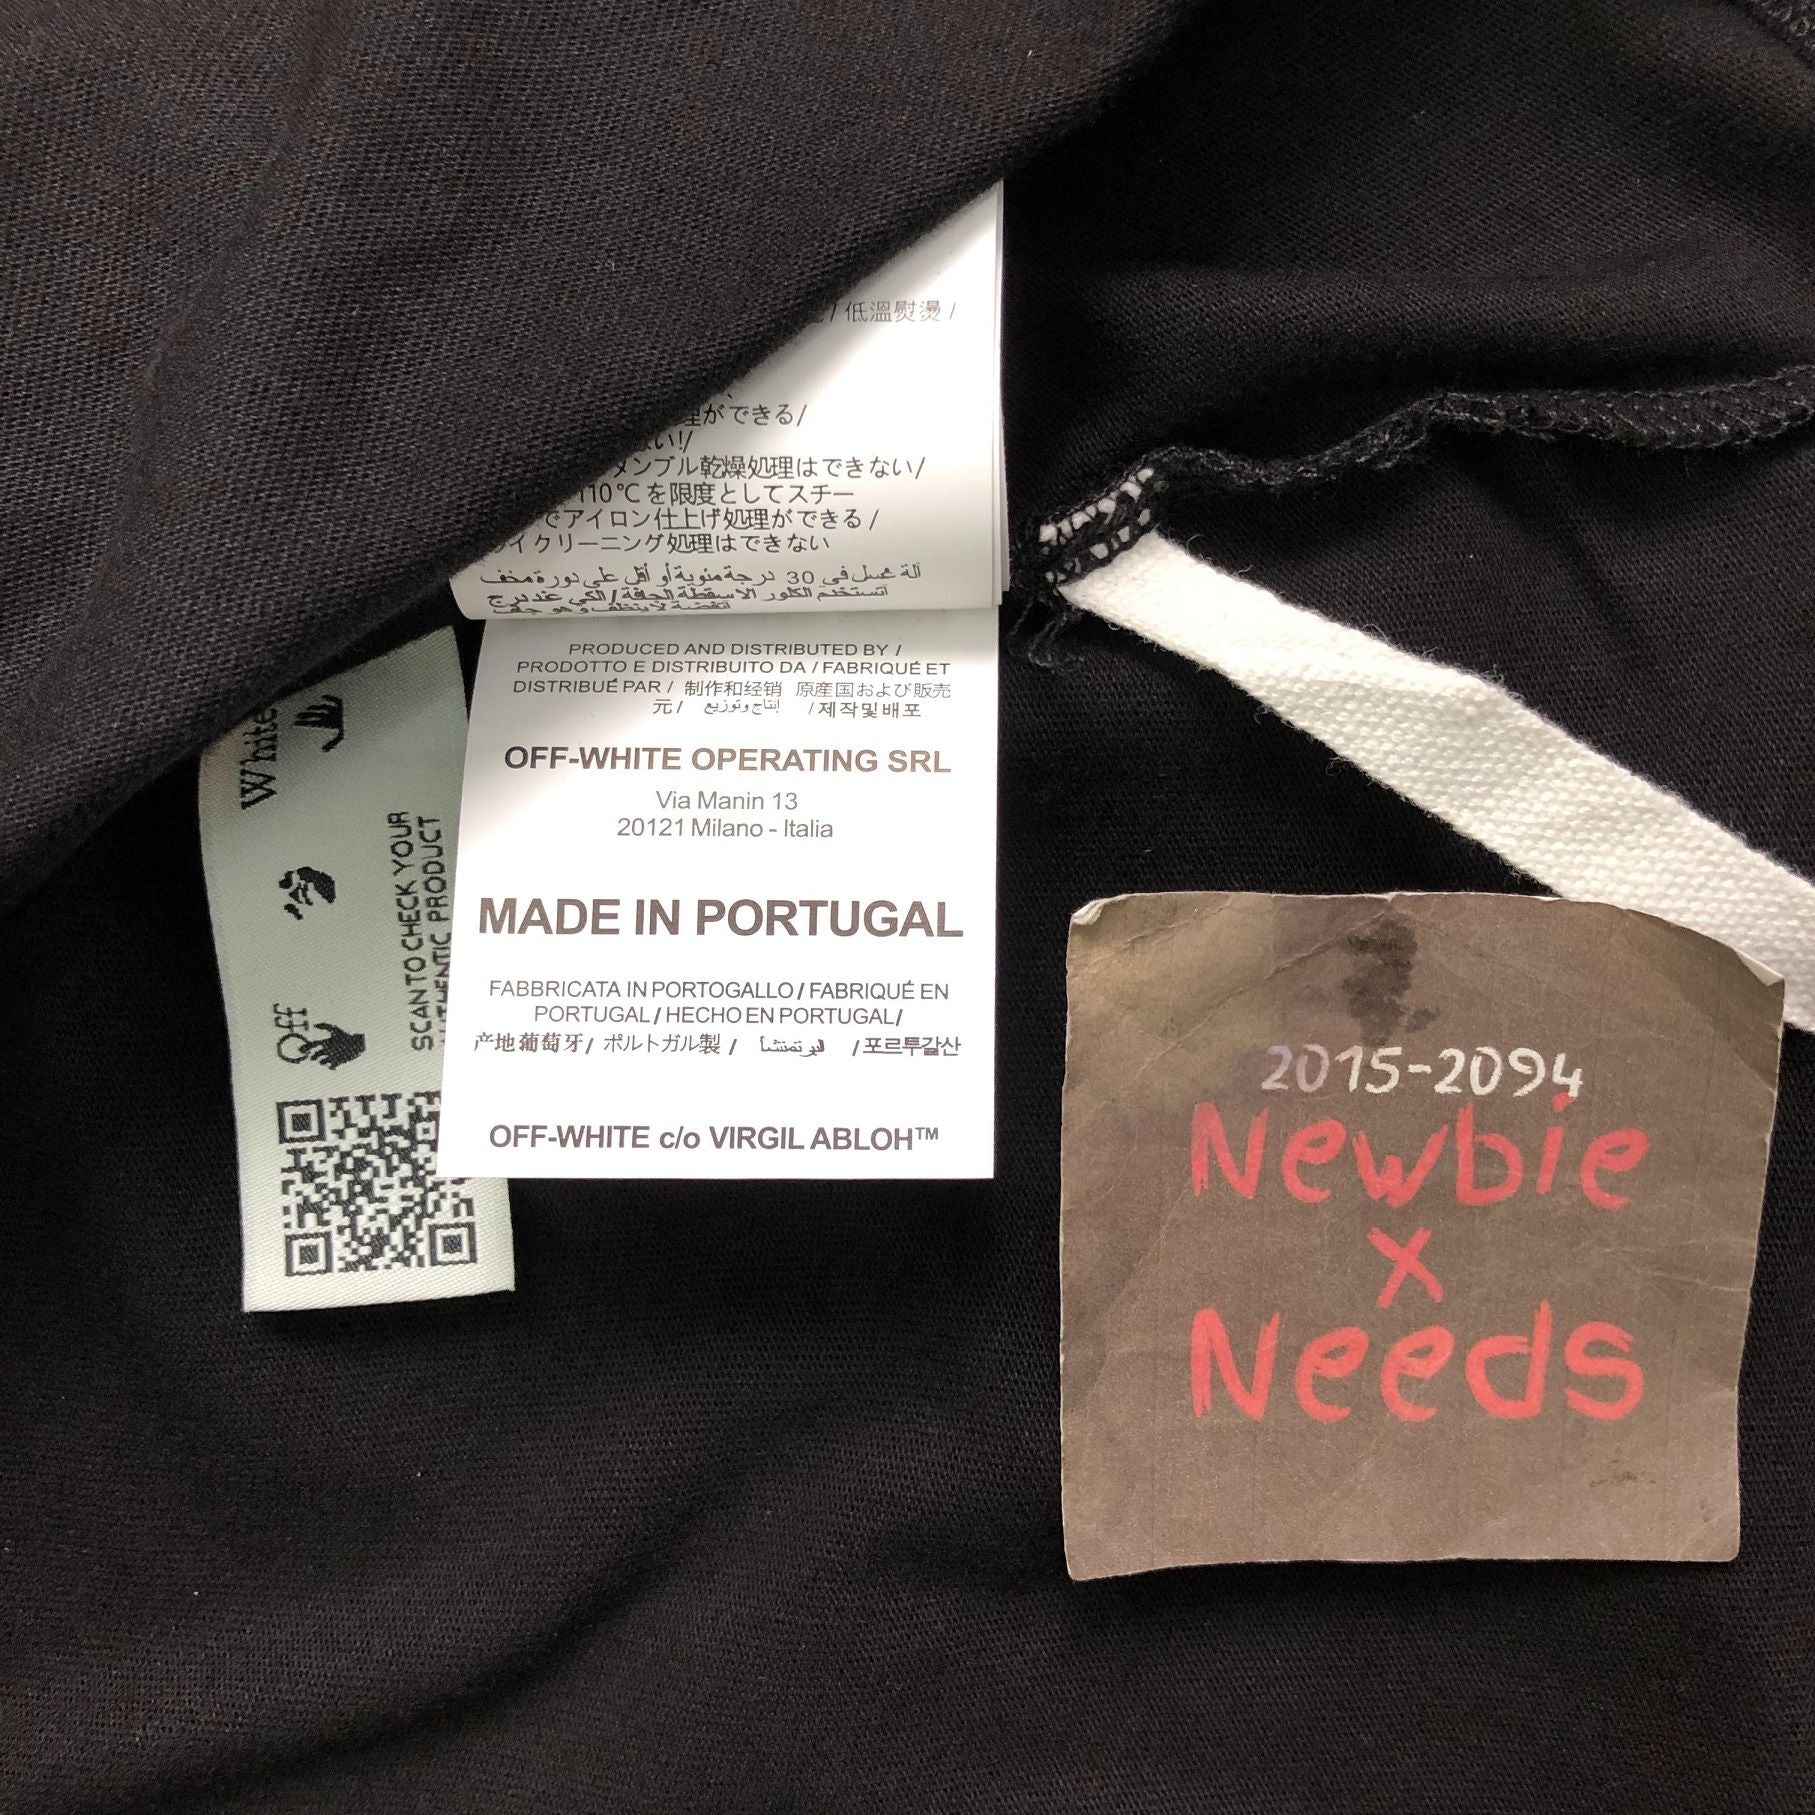 低温熨燙 /
理ができる/
い!/
タンブル乾燥処理はできない/
110℃を限度としてスチー
でアイロン仕上げ処理ができる/
イクリーニング処理はできない
PRODUCED AND DISTRIBUTED BY /
PRODOTTO E DISTRIBUITO DA / FABRIQUÉ ET
DISTRIBUÉ PAR / 制作和经销 原産国および販売
元 / إنتاج وتوزيع / 제작및배포
OFF-WHITE OPERATING SRL
Via Manin 13
20121 Milano - Italia
MADE IN PORTUGAL
FABBRICATA IN PORTOGALLO / FABRIQUÉ EN
PORTUGAL / HECHO EN PORTUGAL/
产地葡萄牙/ ポルトガル製 / /포르투갈산
OFF-WHITE c/o VIRGIL ABLOH™
Off White
SCAN TO CHECK YOUR
AUTHENTIC PRODUCT
2015-2094
Newbie
x
Needs